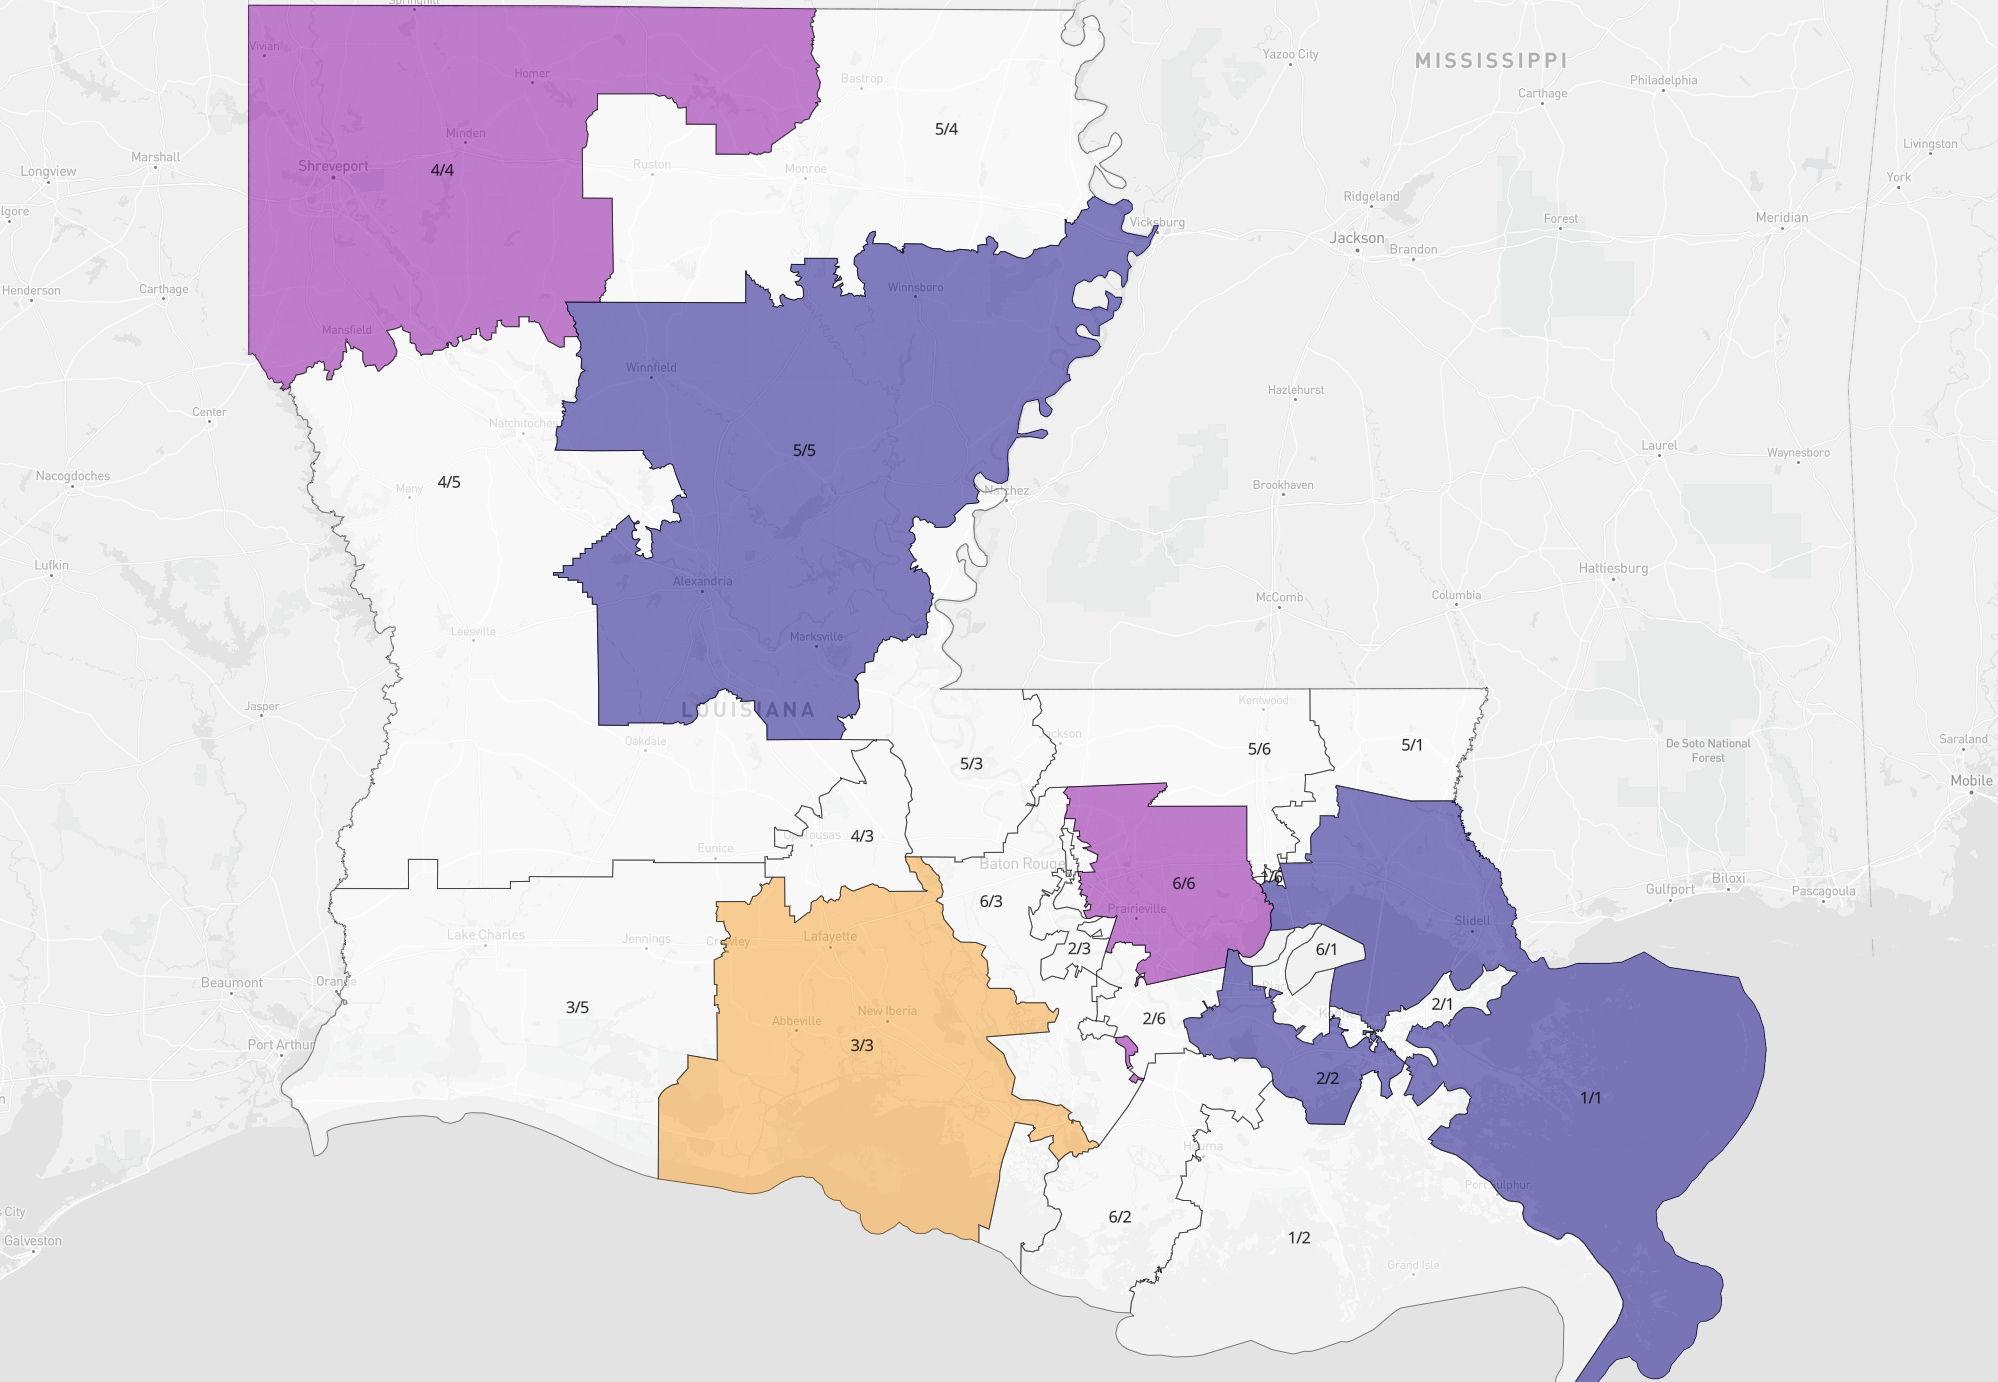 Springhill
Vivian
Homer
Bastrop
Yazoo City
MISSISSIPPI
Philadelphia
Carthage
Livingston
Minden
5/4
Longview
Marshall
Shreveport
4/4
Ruston
Monroe
York
Ridgeland
lgore
Vicksburg
Forest
Meridian
Jackson
Brandon
Henderson
Carthage
Winnsboro
Mansfield
Winnfield
Hazlehurst
Center
Natchitoches
Laurel
Waynesboro
5/5
Nacogdoches
4/5
Many
Natchez
Brookhaven
Lufkin
Alexandria
Hattiesburg
McComb
Columbia
Leesville
Marksville
Jasper
LOUISIANA
Kentwood
Oakdale
Jackson
5/6
5/1
De Soto National
Forest
Saraland
Mobile
5/3
Opelousas
4/3
Eunice
Baton Rouge
1/6
6/6
Gulfport
Biloxi
Pascagoula
6/3
Prairieville
Slidell
Lake Charles
Jennings
Crowley
Lafayette
2/3
6/1
Beaumont
Orange
LaPlace
3/5
2/1
Abbeville
New Iberia
2/6
Kenner
Port Arthur
3/3
2/2
1/1
Houma
Port Sulphur
s City
6/2
1/2
Galveston
Grand Isle